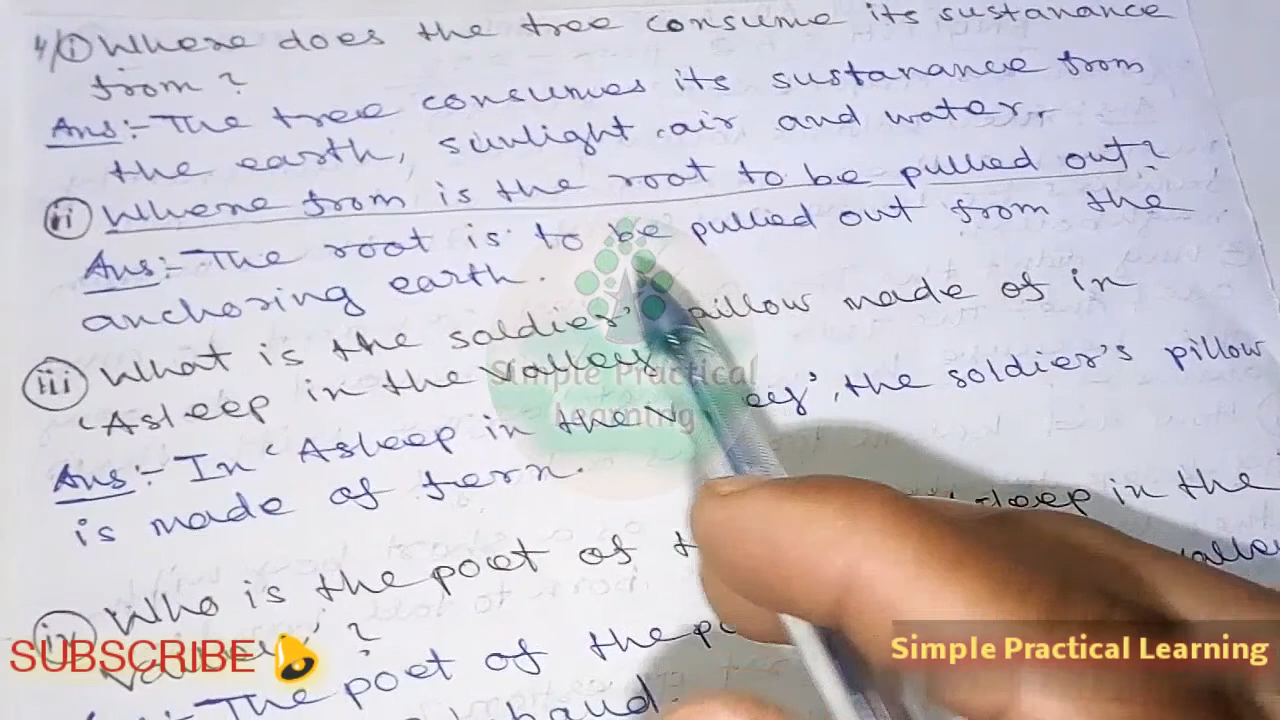 4/ i) Where does the tree consume its sustanance
from?
Ans:- The tree consumes its sustanance from
the earth, sunlight, air and water.
ii) Where from is the root to be pulled out?
Ans:- The root is to be pulled out from the
anchoring earth.
iii) What is the soldier's pillow made of in
'Asleep in the Valley
Ans:- In 'Asleep in the , the soldier's pillow
is made of fern.
iv) Who is the poet of in the
?
The poet of the
Simple Practical
Learning
SUBSCRIBE
Simple Practical Learning